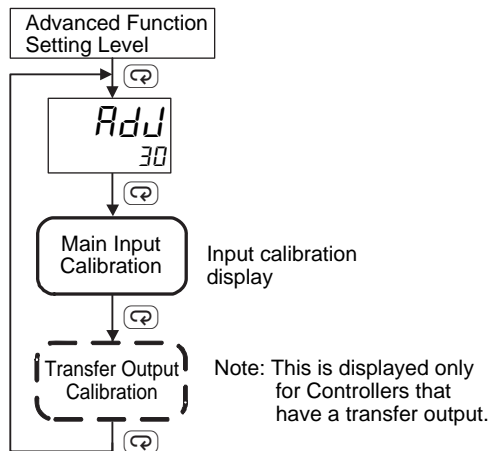 Advanced Function
Setting Level
AdJ
30
Main Input
Calibration
Input calibration
display
Transfer Output
Calibration
Note: This is displayed only
for Controllers that
have a transfer output.